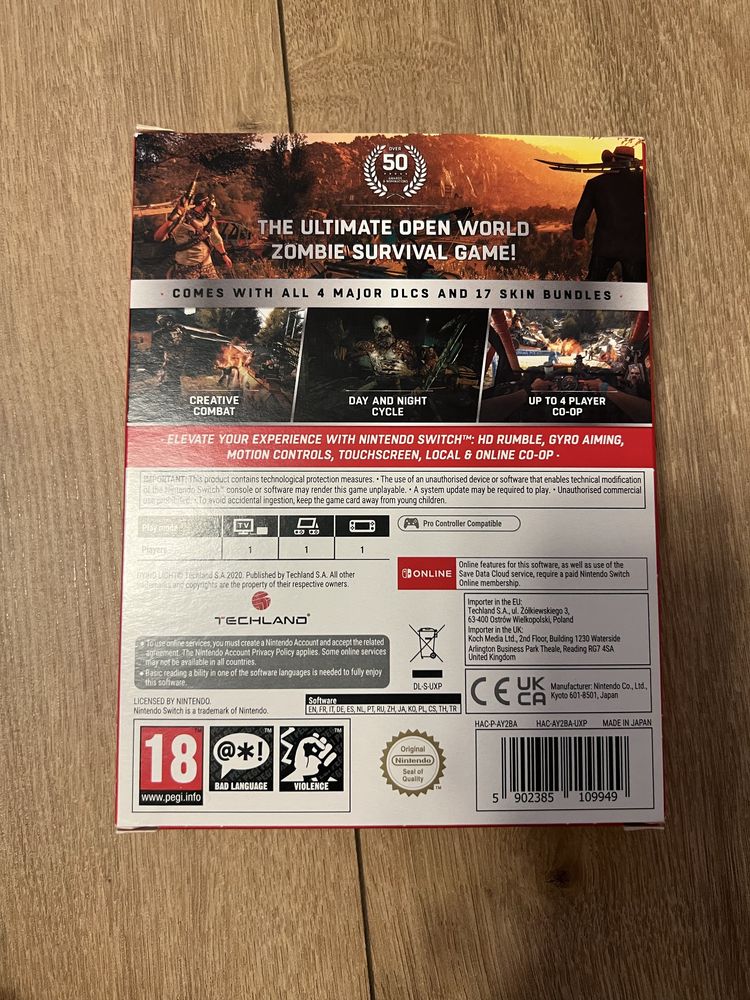 OVER
50
AWARDS
& NOMINATIONS
THE ULTIMATE OPEN WORLD
ZOMBIE SURVIVAL GAME!
· COMES WITH ALL 4 MAJOR DLCS AND 17 SKIN BUNDLES ·
CREATIVE
COMBAT
DAY AND NIGHT
CYCLE
UP TO 4 PLAYER
CO-OP
· ELEVATE YOUR EXPERIENCE WITH NINTENDO SWITCH™: HD RUMBLE, GYRO AIMING,
MOTION CONTROLS, TOUCHSCREEN, LOCAL & ONLINE CO-OP ·
IMPORTANT: This product contains technological protection measures. • The use of an unauthorised device or software that enables technical modification
of the Nintendo Switch™ console or software may render this game unplayable. • A system update may be required to play. • Unauthorised commercial
use prohibited. • To avoid accidental ingestion, keep the game card away from young children.
Play mode
TV
Pro Controller Compatible
Players
1
1
1
DYING LIGHT© Techland S.A. 2020. Published by Techland S.A. All other
trademarks and copyrights are the property of their respective owners.
ONLINE
Online features for this software, as well as use of the
Save Data Cloud service, require a paid Nintendo Switch
Online membership.
TECHLAND®
Importer in the EU:
Techland S.A., ul. Żółkiewskiego 3,
63-400 Ostrów Wielkopolski, Poland
Importer in the UK:
Koch Media Ltd., 2nd Floor, Building 1230 Waterside
Arlington Business Park Theale, Reading RG7 4SA
United Kingdom
• To use online services, you must create a Nintendo Account and accept the related
agreement. The Nintendo Account Privacy Policy applies. Some online services
may not be available in all countries.
• Basic reading a bility in one of the software languages is needed to fully enjoy
this software.
DL-S-UXP
CE UK
CA
Manufacturer: Nintendo Co., Ltd.,
Kyoto 601-8501, Japan
LICENSED BY NINTENDO.
Nintendo Switch is a trademark of Nintendo.
Software
EN, FR, IT, DE, ES, NL, PT, RU, ZH, JA, KO, PL, CS, TH, TR
HAC-P-AY2BA HAC-AY2BA-UXP MADE IN JAPAN
18
www.pegi.info
@*!
BAD LANGUAGE
VIOLENCE
TM
TM
TM
Original
Nintendo
Seal of
Quality
TM
5 902385 109949